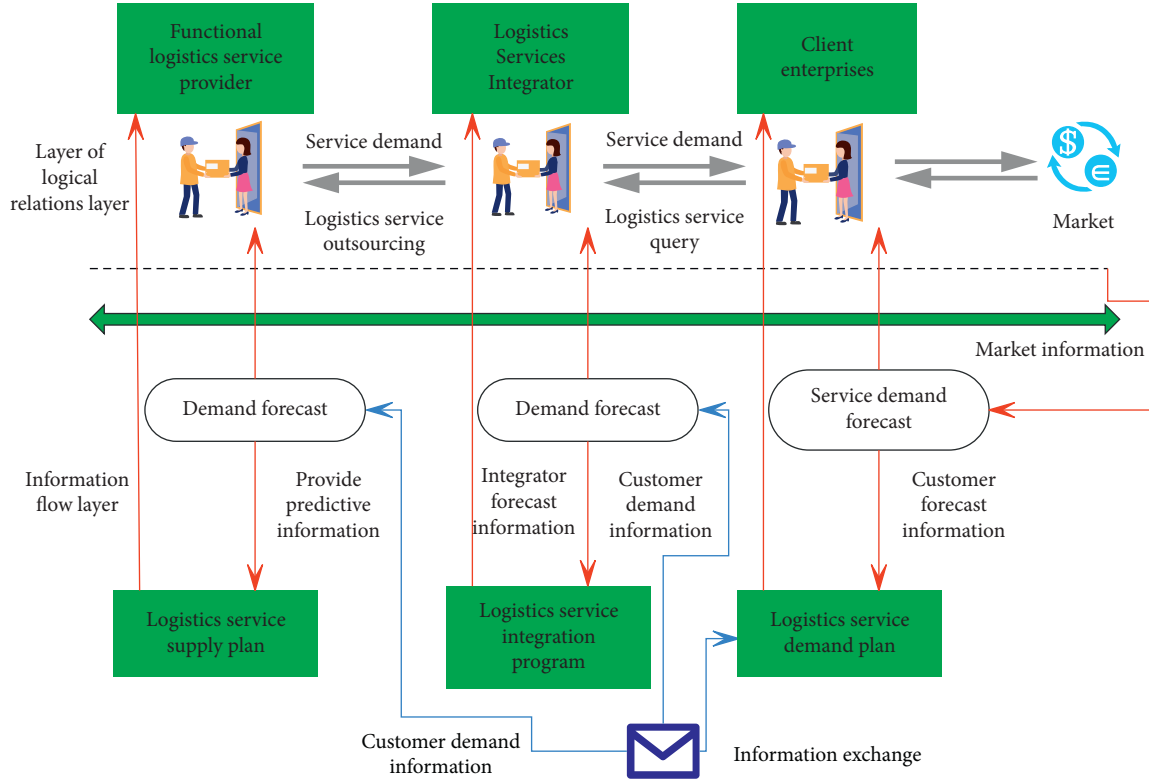 Functional
logistics service
provider
Logistics
Services
Integrator
Client
enterprises
Layer of
logical
relations layer
Service demand
Logistics service
outsourcing
Service demand
Logistics service
query
$
∈
Market
Market information
Demand forecast
Demand forecast
Service demand
forecast
Information
flow layer
Provide
predictive
information
Integrator
forecast
information
Customer
demand
information
Customer
forecast
information
Logistics service
supply plan
Logistics service
integration
program
Logistics service
demand plan
Customer demand
information
Information exchange